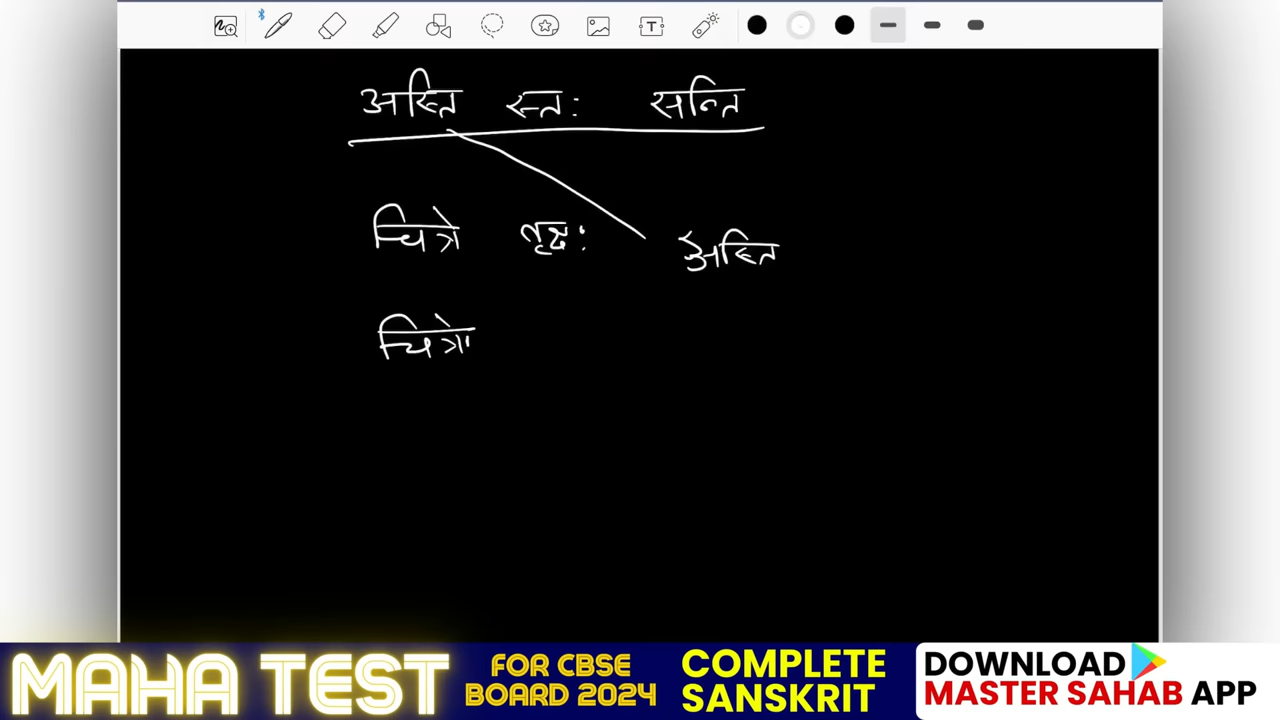 अस्ति स्तः सन्ति
चित्रे वृक्षः अस्ति
चित्रे
MAHA TEST
FOR CBSE
BOARD 2024
COMPLETE
SANSKRIT
DOWNLOAD
MASTER SAHAB APP